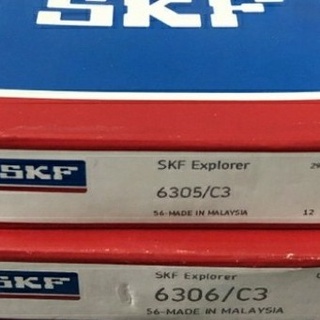 SKF
SKF
SKF Explorer
6305/C3
56-MADE IN MALAYSIA
12
SKF
SKF Explorer
6306/C3
56-MADE IN MALAYSIA